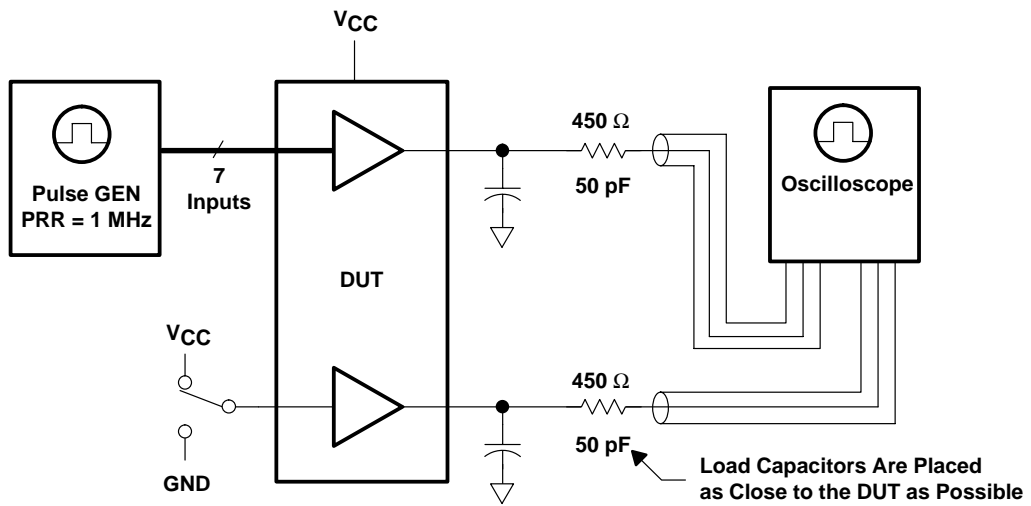 VCC
Pulse GEN
PRR = 1 MHz
7
Inputs
DUT
450 Ω
50 pF
Oscilloscope
VCC
GND
450 Ω
50 pF
Load Capacitors Are Placed
as Close to the DUT as Possible